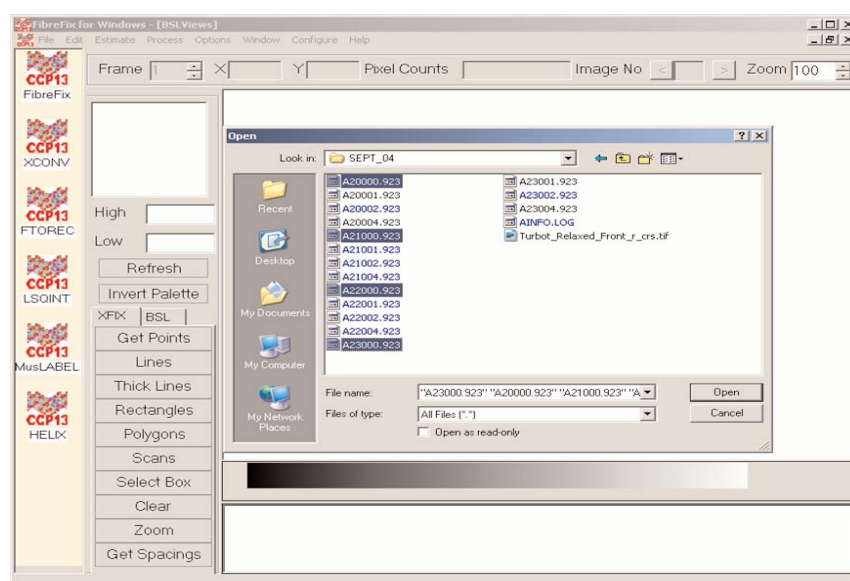 FibreFix for Windows - [BSLViews]
File Edit Estimate Process Options Window Configure Help
Frame 1 X Y Pixel Counts Image No < > Zoom 100
CCP13
FibreFix
CCP13
XCONV
CCP13
FTOREC
CCP13
LSOINT
CCP13
MusLABEL
CCP13
HELIX
High
Low
Refresh
Invert Palette
XFIX BSL
Get Points
Lines
Thick Lines
Rectangles
Polygons
Scans
Select Box
Clear
Zoom
Get Spacings
Open
Look in: SEPT_04
Recent
Desktop
My Documents
My Computer
My Network
Places
A20000.923
A20001.923
A20002.923
A20004.923
A21000.923
A21001.923
A21002.923
A21004.923
A22000.923
A22001.923
A22002.923
A22004.923
A23000.923
A23001.923
A23002.923
A23004.923
AINFO.LOG
Turbot_Relaxed_Front_r_crs.tif
File name: "A23000.923" "A20000.923" "A21000.923" "A
Open
Files of type: All Files (*.*)
Cancel
Open as read-only